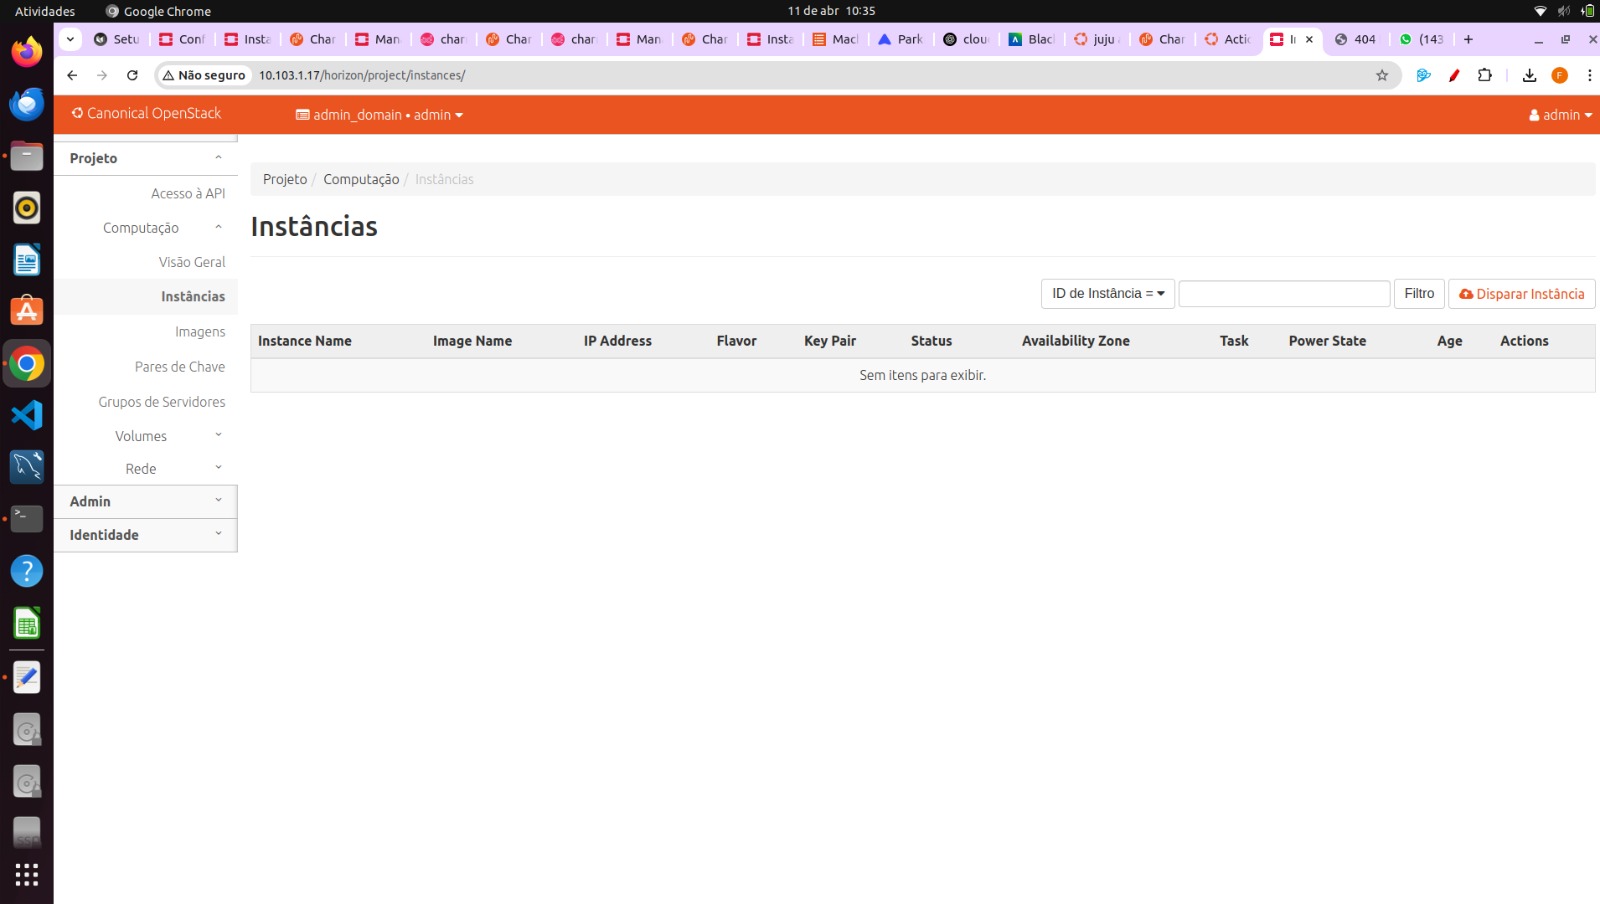 Atividades Google Chrome 11 de abr 10:35
Setu Conf Insta Char Man char Char char Man Char Insta Mac Park clou Blac juju Char Actio I 404 (143
Não seguro 10.103.1.17/horizon/project/instances/ F
Canonical OpenStack admin_domain • admin admin
Projeto
Acesso à API
Computação
Visão Geral
Instâncias
Imagens
Pares de Chave
Grupos de Servidores
Volumes
Rede
Admin
Identidade
Projeto / Computação / Instâncias
Instâncias
ID de Instância = Filtro Disparar Instância
Instance Name Image Name IP Address Flavor Key Pair Status Availability Zone Task Power State Age Actions
Sem itens para exibir.